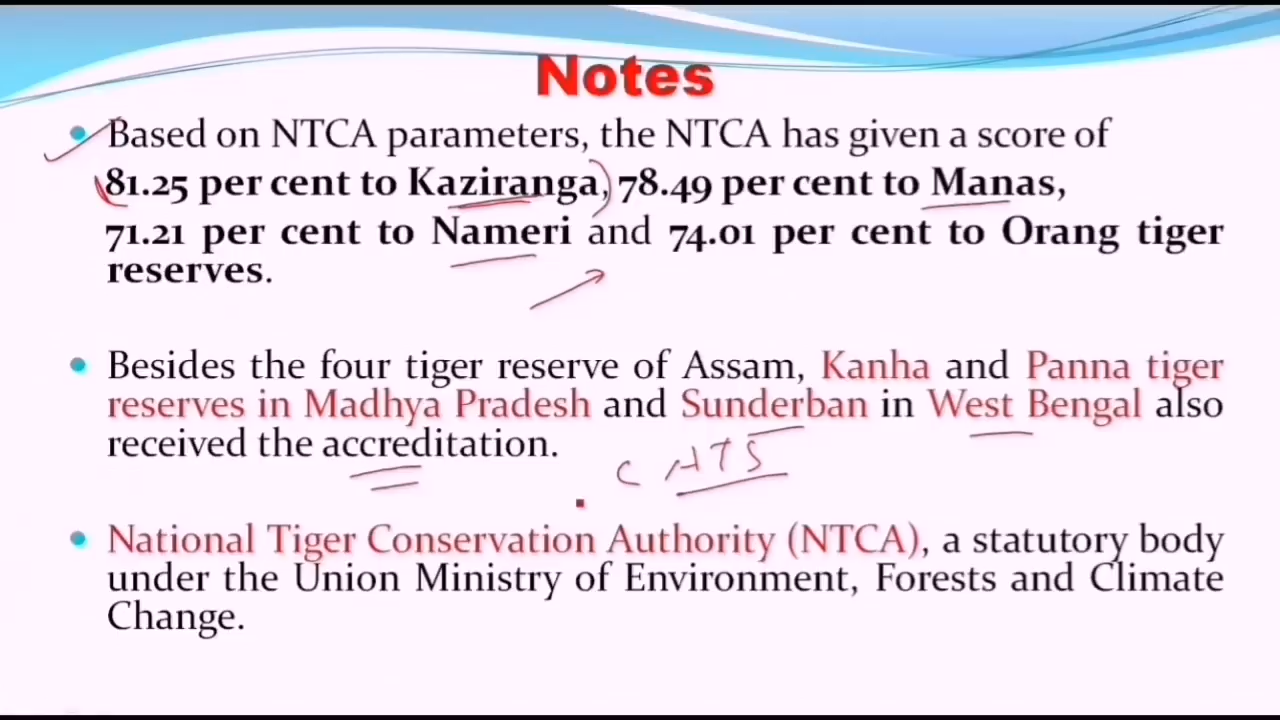 Notes
Based on NTCA parameters, the NTCA has given a score of
81.25 per cent to Kaziranga, 78.49 per cent to Manas,
71.21 per cent to Nameri and 74.01 per cent to Orang tiger
reserves.
Besides the four tiger reserve of Assam, Kanha and Panna tiger
reserves in Madhya Pradesh and Sunderban in West Bengal also
received the accreditation.
C ATS
National Tiger Conservation Authority (NTCA), a statutory body
under the Union Ministry of Environment, Forests and Climate
Change.